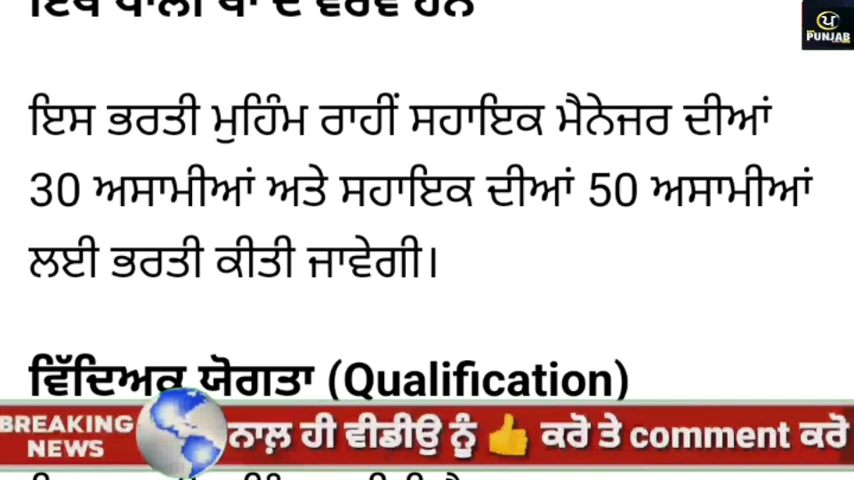 ਪ
PUNJAB
ਇਸ ਭਰਤੀ ਮੁਹਿੰਮ ਰਾਹੀਂ ਸਹਾਇਕ ਮੈਨੇਜਰ ਦੀਆਂ
30 ਅਸਾਮੀਆਂ ਅਤੇ ਸਹਾਇਕ ਦੀਆਂ 50 ਅਸਾਮੀਆਂ
ਲਈ ਭਰਤੀ ਕੀਤੀ ਜਾਵੇਗੀ।
ਵਿੱਦਿਅਕ ਯੋਗਤਾ (Qualification)
BREAKING
NEWS
ਨਾਲ਼ ਹੀ ਵੀਡੀਉ ਨੂੰ 👍 ਕਰੋ ਤੇ comment ਕਰੋ